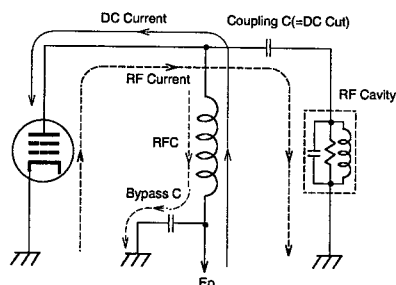 DC Current
Coupling C(=DC Cut)
RF Current
RF Cavity
RFC
Bypass C
Ep